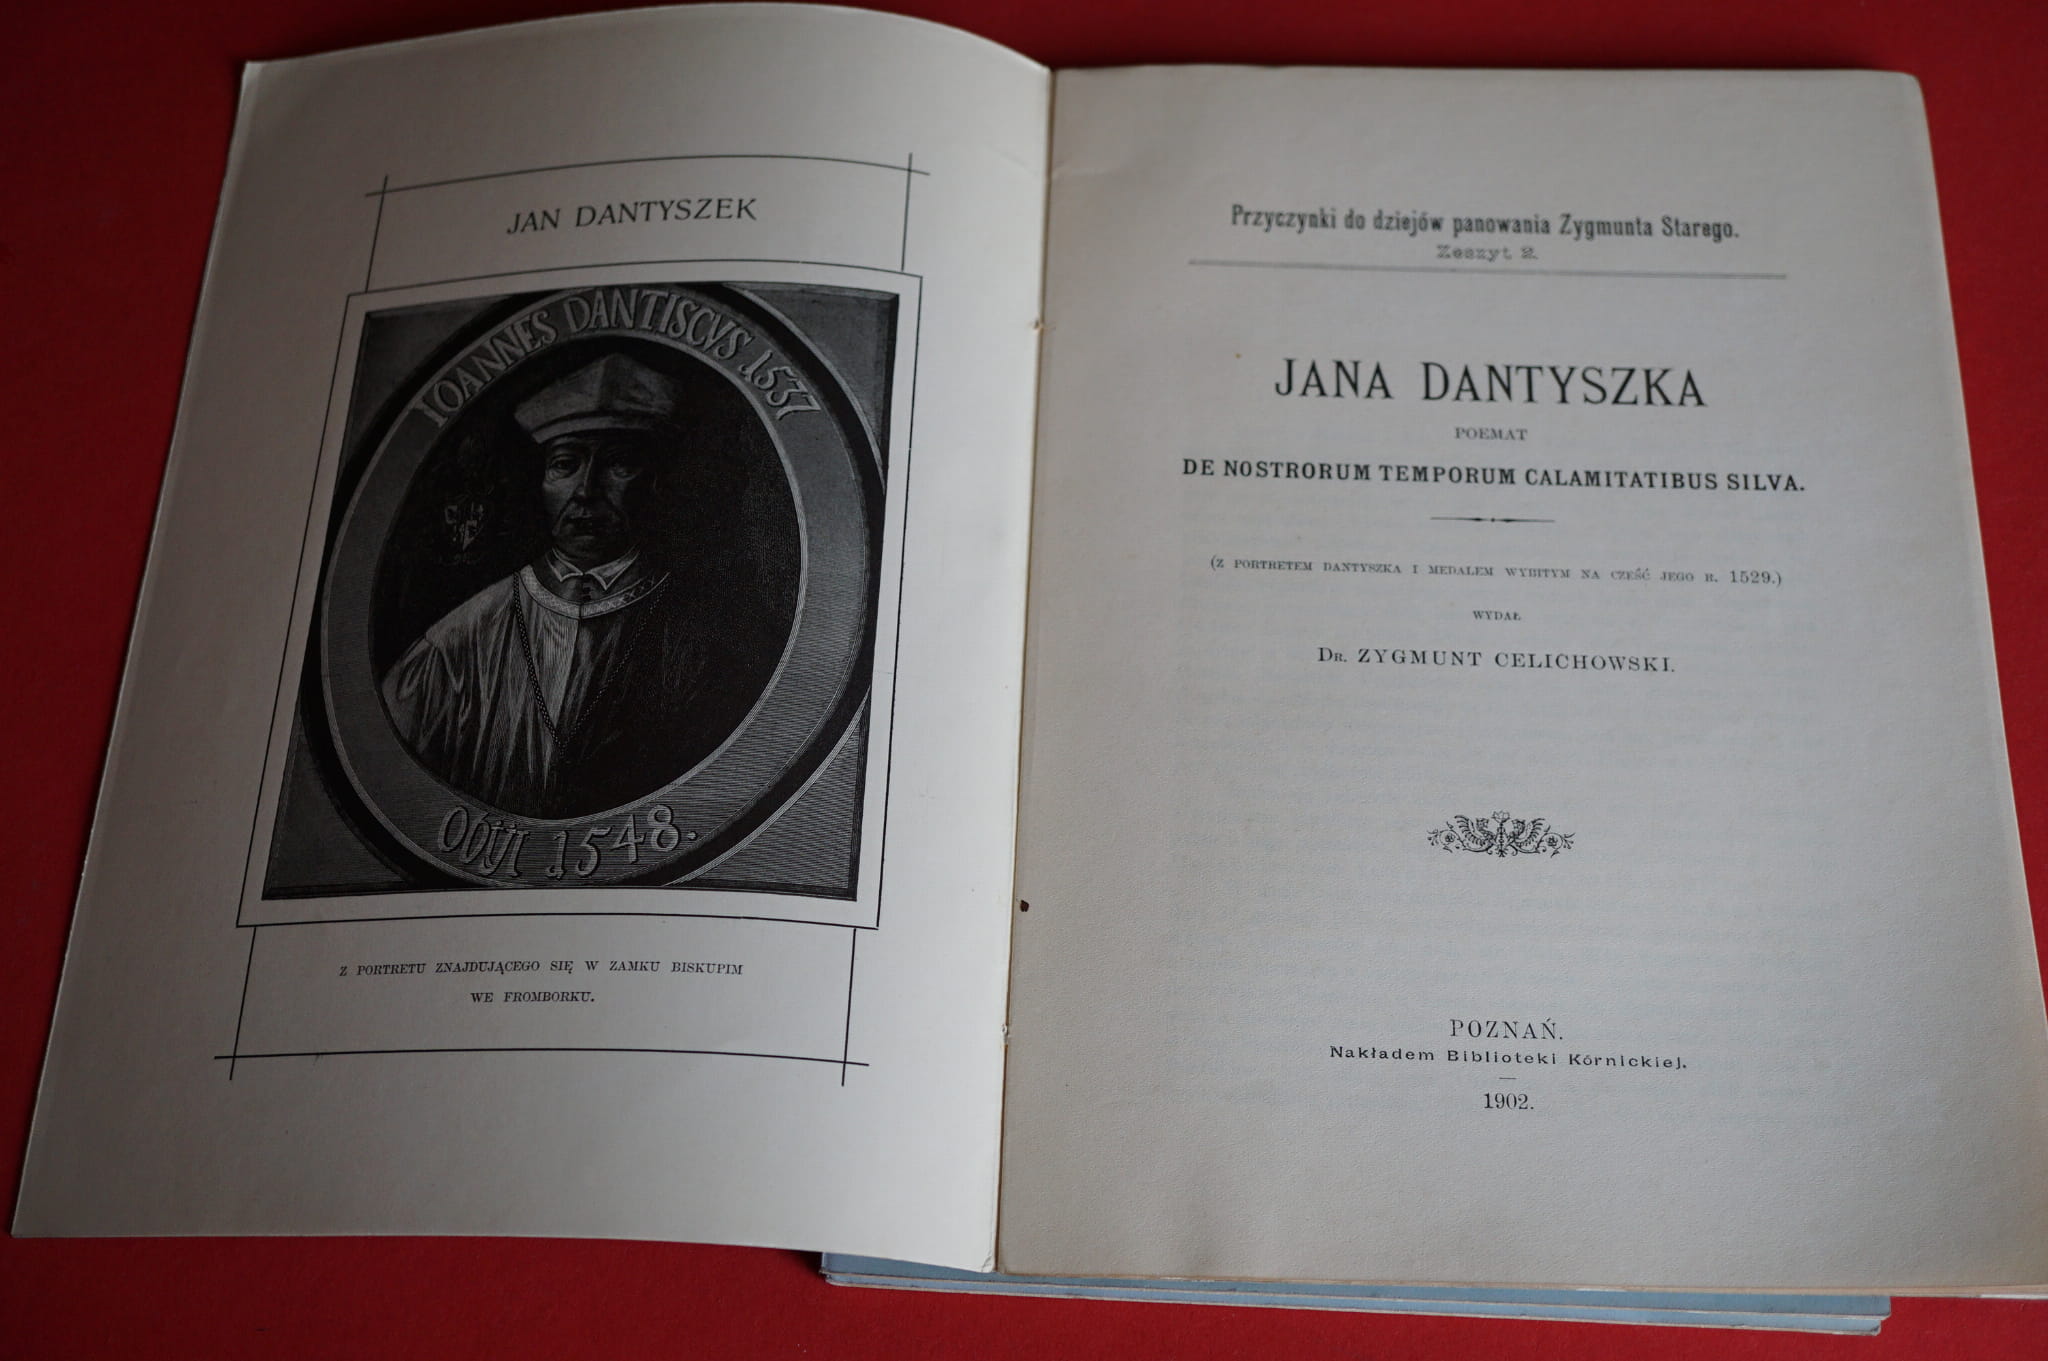 JAN DANTYSZEK
IOANNES DANTISCVS 1537
Obijt 1548.
Z PORTRETU ZNAJDUJĄCEGO SIĘ W ZAMKU BISKUPIM
WE FROMBORKU.
Przyczynki do dziejów panowania Zygmunta Starego.
Zeszyt 2.
JANA DANTYSZKA
POEMAT
DE NOSTRORUM TEMPORUM CALAMITATIBUS SILVA.
(Z PORTRETEM DANTYSZKA I MEDALEM WYBITYM NA CZEŚĆ JEGO R. 1529.)
WYDAŁ
DR. ZYGMUNT CELICHOWSKI.
POZNAŃ.
Nakładem Biblioteki Kórnickiej.
1902.